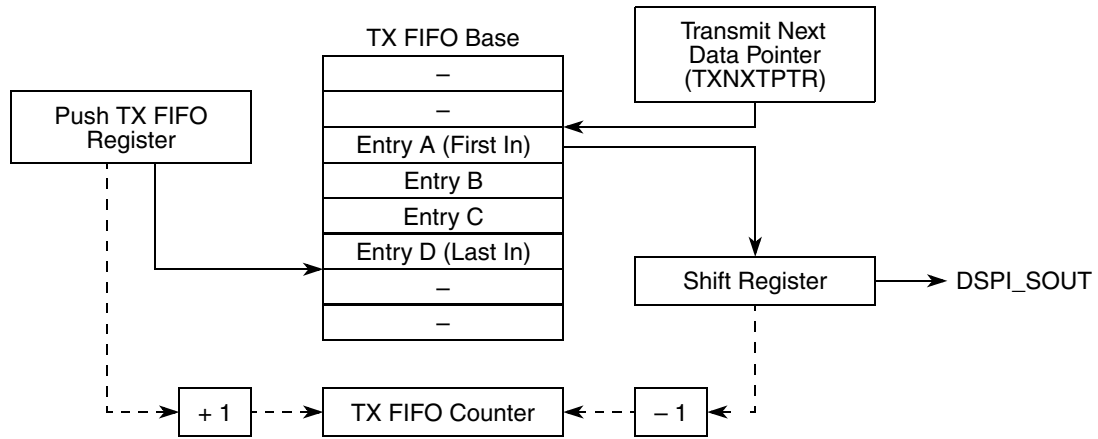 TX FIFO Base
–
–
Entry A (First In)
Entry B
Entry C
Entry D (Last In)
–
–
Push TX FIFO
Register
Transmit Next
Data Pointer
(TXNXTPTR)
Shift Register
DSPI_SOUT
+ 1
TX FIFO Counter
– 1